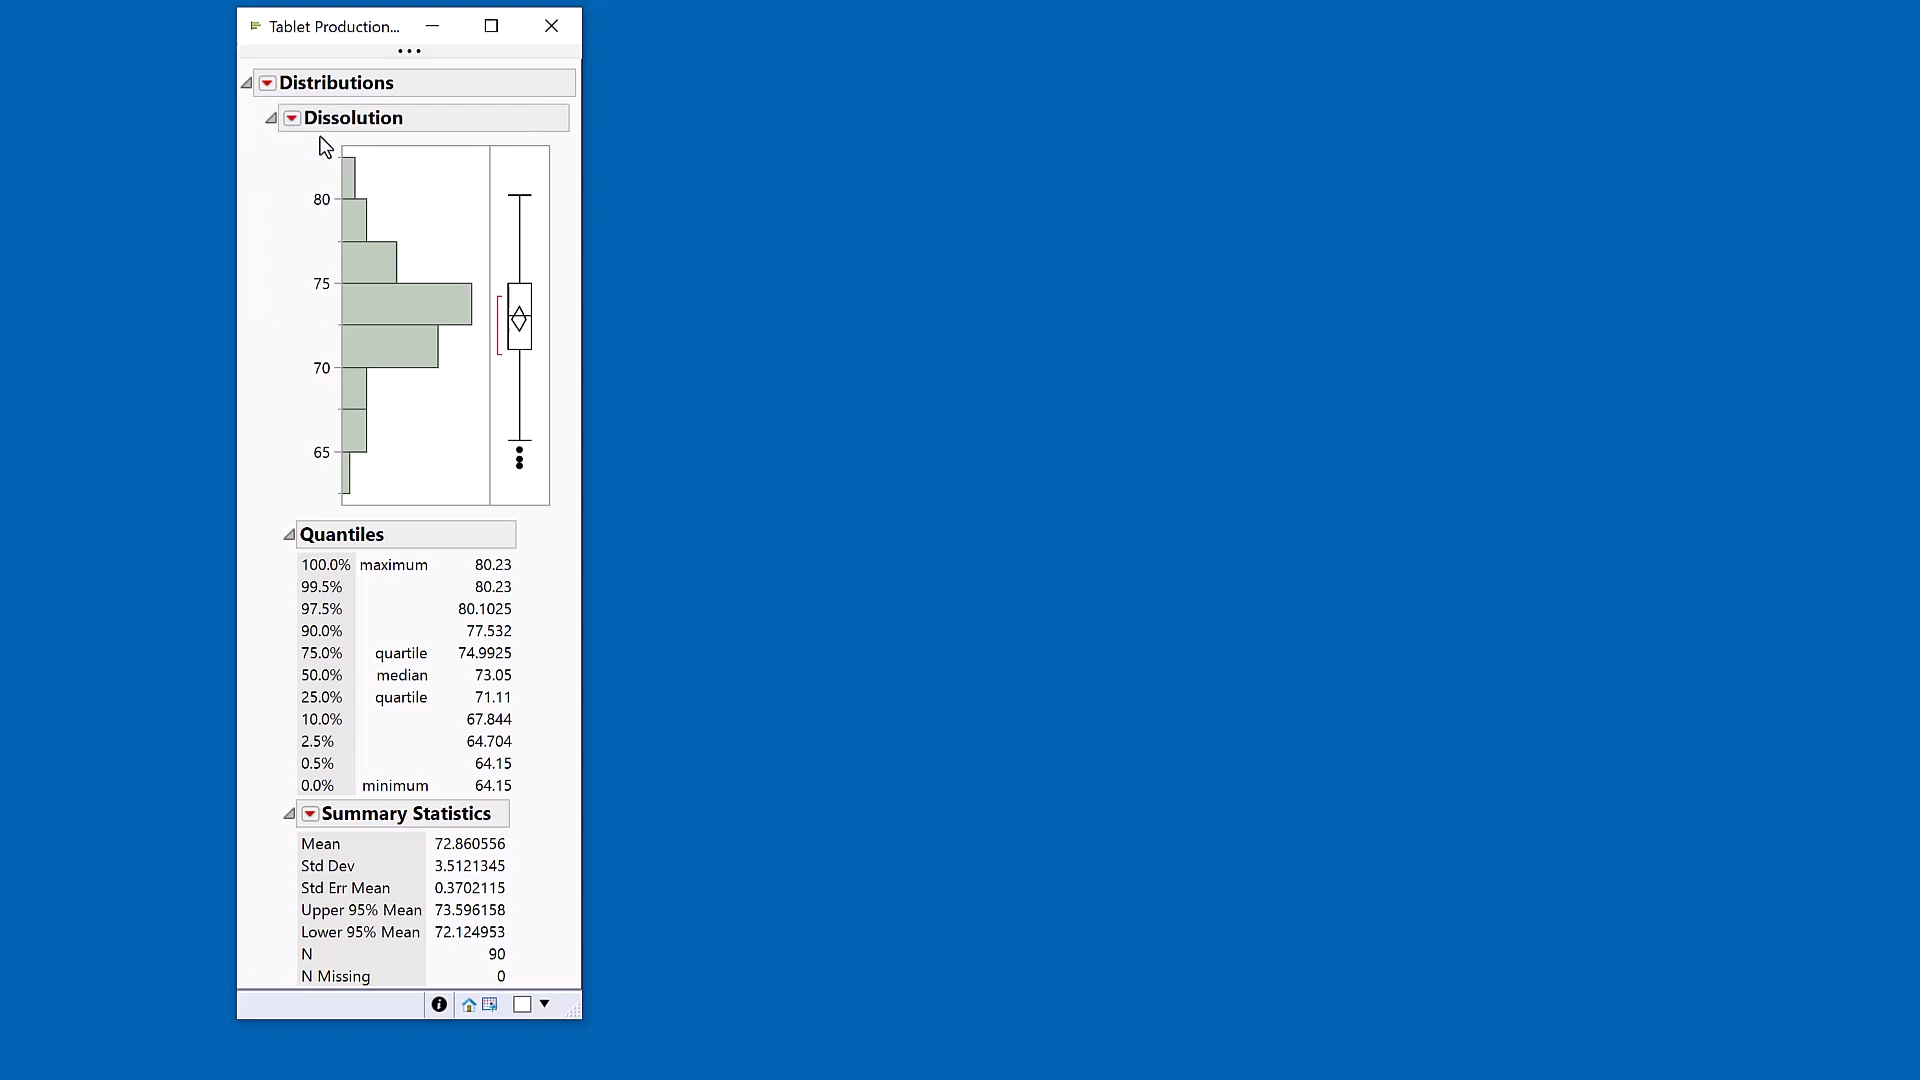 Tablet Production...
Distributions
Dissolution
80
75
70
65
Quantiles
100.0% maximum 80.23
99.5% 80.23
97.5% 80.1025
90.0% 77.532
75.0% quartile 74.9925
50.0% median 73.05
25.0% quartile 71.11
10.0% 67.844
2.5% 64.704
0.5% 64.15
0.0% minimum 64.15
Summary Statistics
Mean 72.860556
Std Dev 3.5121345
Std Err Mean 0.3702115
Upper 95% Mean 73.596158
Lower 95% Mean 72.124953
N 90
N Missing 0